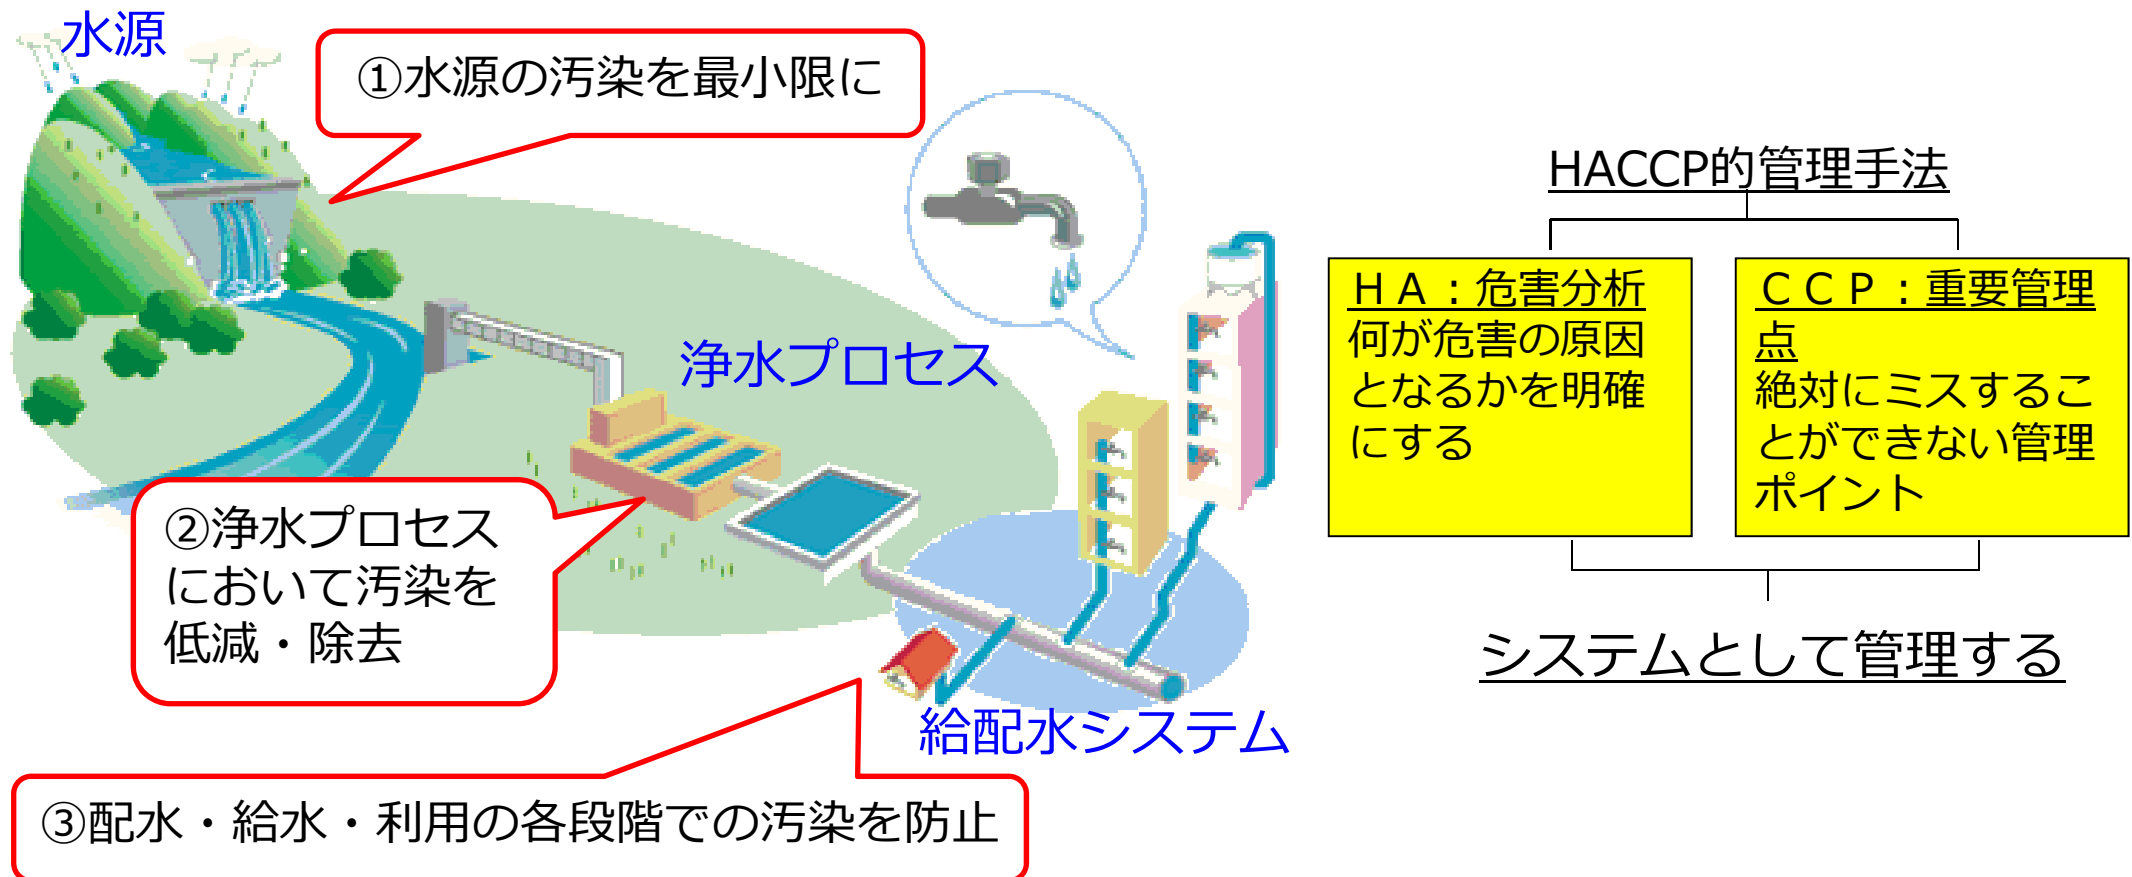 水源
①水源の汚染を最小限に
浄水プロセス
②浄水プロセス
において汚染を
低減・除去
給配水システム
③配水・給水・利用の各段階での汚染を防止
HACCP的管理手法
ＨＡ：危害分析
何が危害の原因
となるかを明確
にする
ＣＣＰ：重要管理
点
絶対にミスするこ
とができない管理
ポイント
システムとして管理する